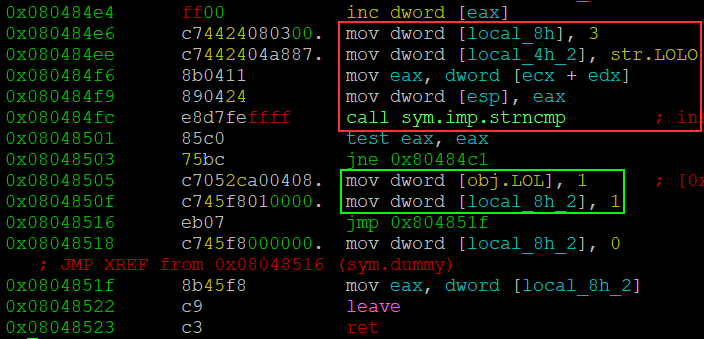 0x080484e4 ff00 inc dword [eax]
0x080484e6 c74424080300. mov dword [local_8h], 3
0x080484ee c7442404a887. mov dword [local_4h_2], str.LOLO
0x080484f6 8b0411 mov eax, dword [ecx + edx]
0x080484f9 890424 mov dword [esp], eax
0x080484fc e8d7feffff call sym.imp.strncmp ; in
0x08048501 85c0 test eax, eax
0x08048503 75bc jne 0x80484c1
0x08048505 c7052ca00408. mov dword [obj.LOL], 1 ; [0x
0x0804850f c745f8010000. mov dword [local_8h_2], 1
0x08048516 eb07 jmp 0x804851f
0x08048518 c745f8000000. mov dword [local_8h_2], 0
; JMP XREF from 0x08048516 (sym.dummy)
0x0804851f 8b45f8 mov eax, dword [local_8h_2]
0x08048522 c9 leave
0x08048523 c3 ret